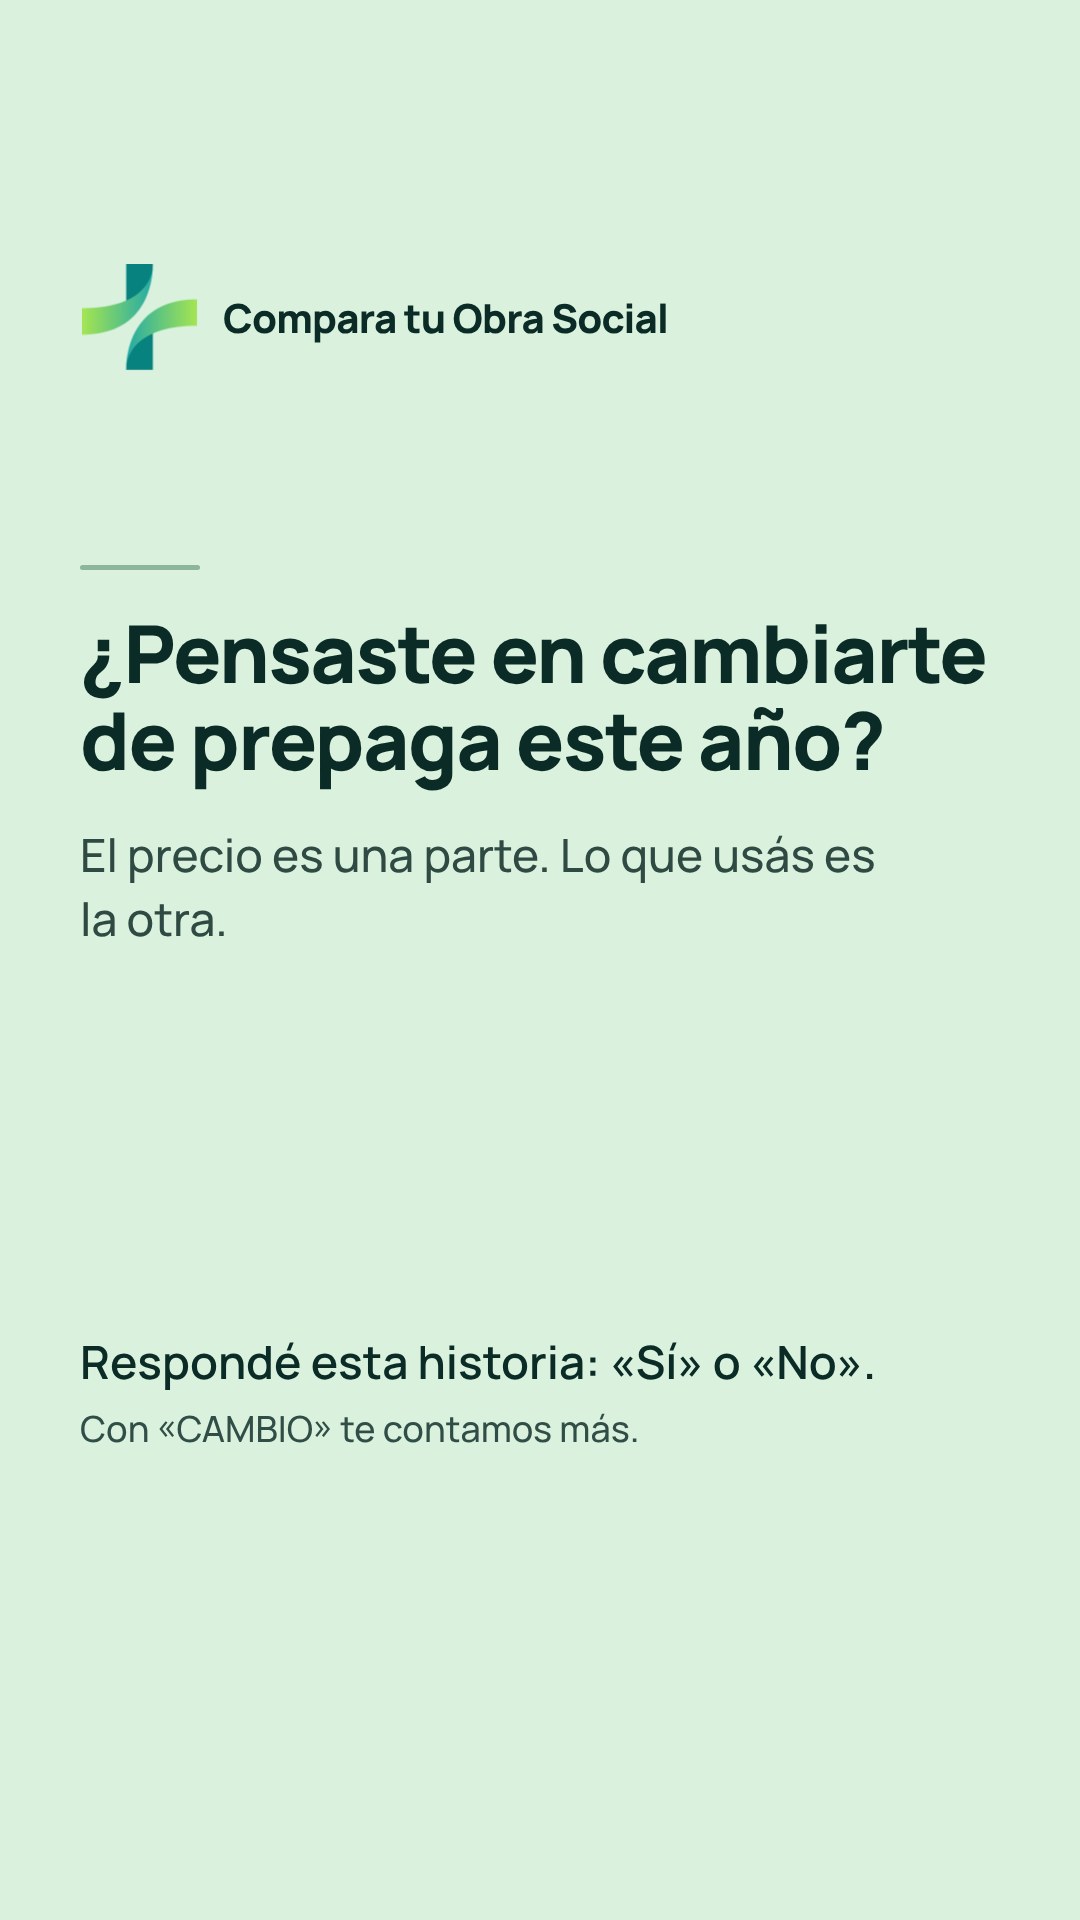 Compara tu Obra Social
¿Pensaste en cambiarte
de prepaga este año?
El precio es una parte. Lo que usás es
la otra.
Respondé esta historia: «Sí» o «No».
Con «CAMBIO» te contamos más.